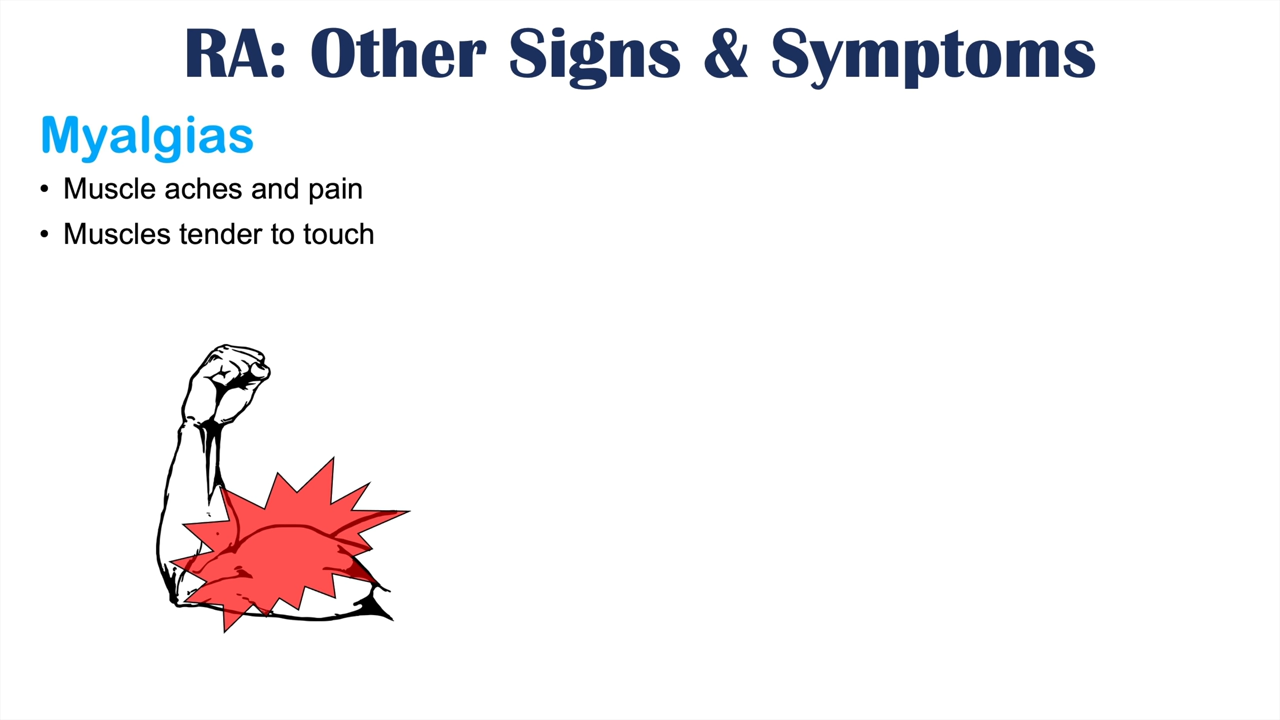 RA: Other Signs & Symptoms
Myalgias
• Muscle aches and pain
• Muscles tender to touch